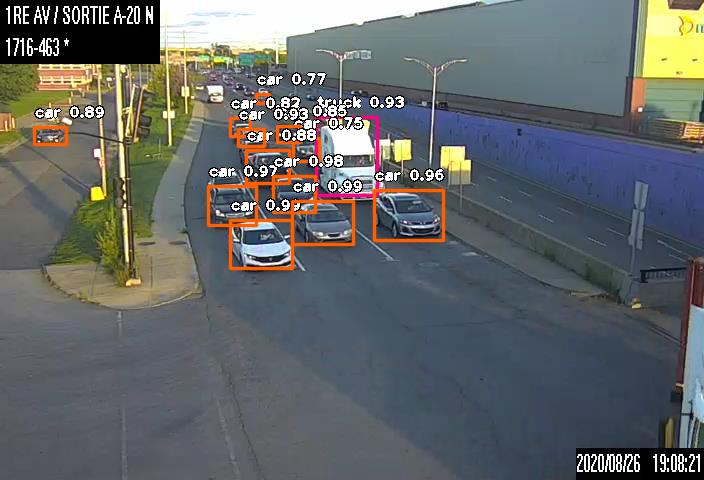 1RE AV / SORTIE A-20 N
1716-463 *
car 0.77
car 0.89
car 0.82
truck 0.93
car 0.93
0.85
car 0.75
0.88
car 0.98
car 0.97
car 0.96
car 0.99
car 0.99
2020/08/26 19:08:21